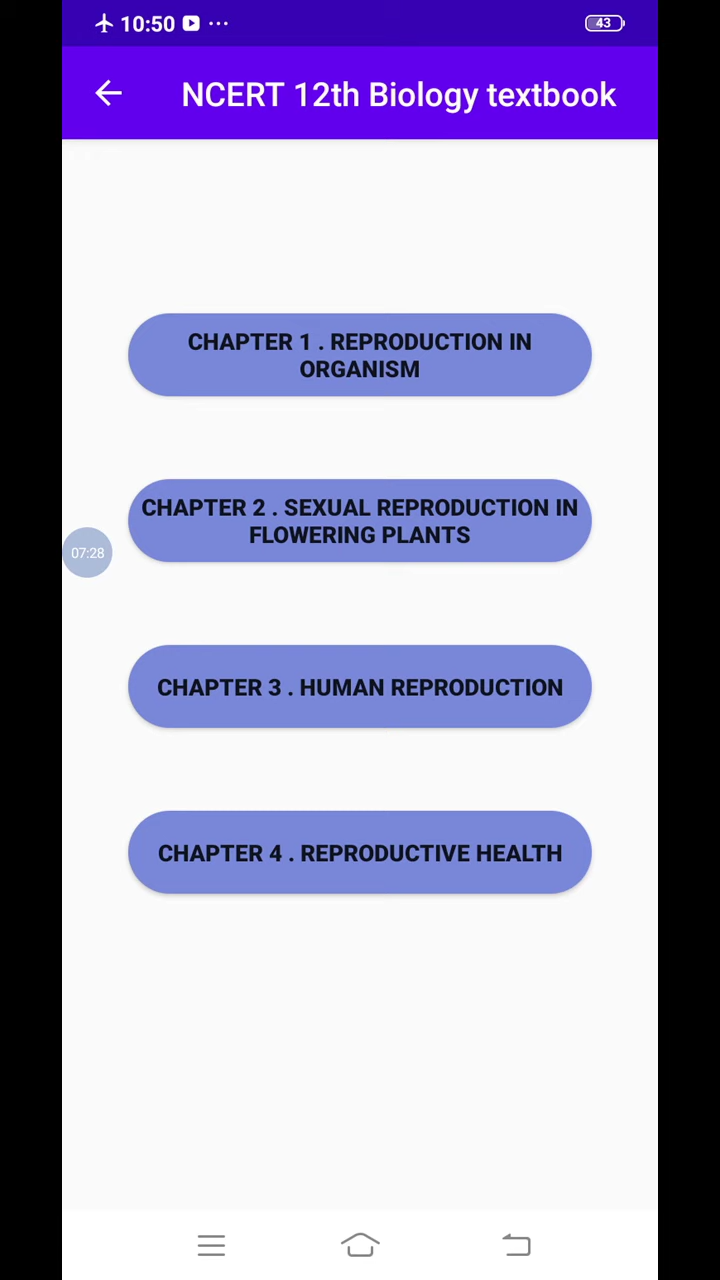 10:50
43
NCERT 12th Biology textbook
CHAPTER 1 . REPRODUCTION IN
ORGANISM
CHAPTER 2 . SEXUAL REPRODUCTION IN
FLOWERING PLANTS
07:28
CHAPTER 3 . HUMAN REPRODUCTION
CHAPTER 4 . REPRODUCTIVE HEALTH